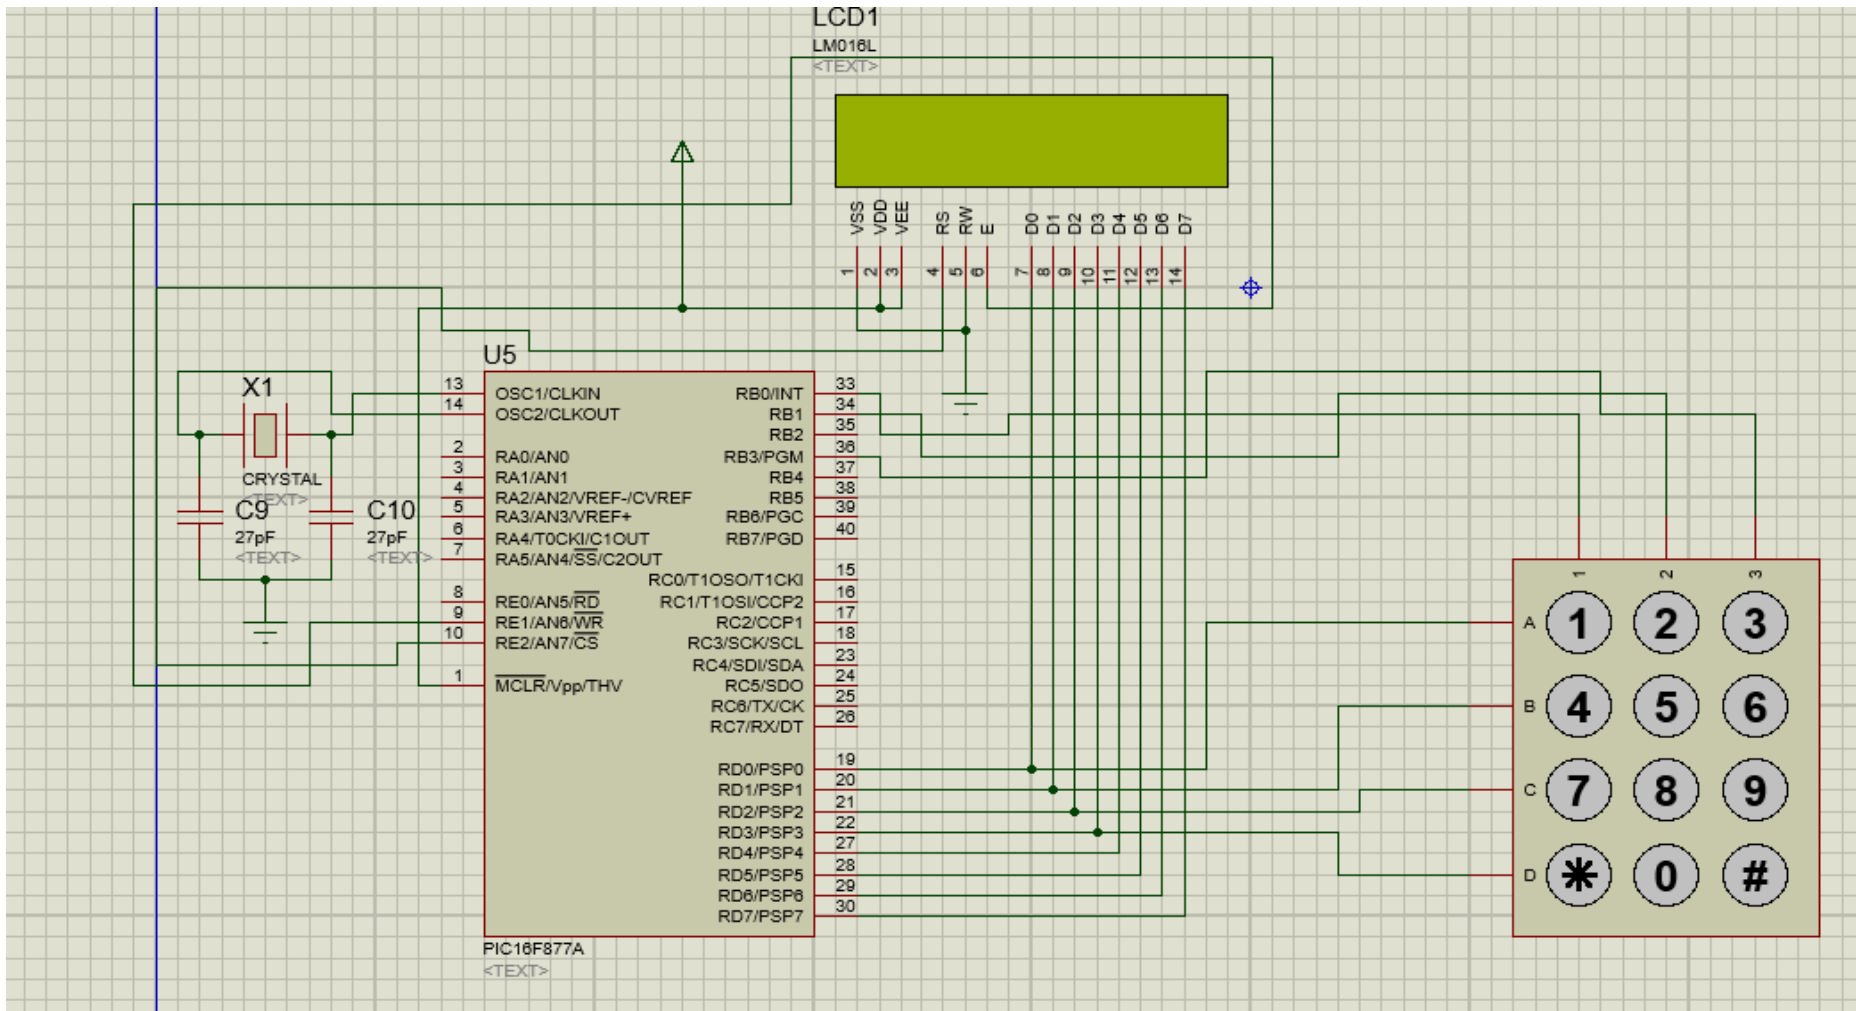 LCD1
LM016L
<TEXT>
VSS
VDD
VEE
RS
RW
E
D0
D1
D2
D3
D4
D5
D6
D7
1
2
3
4
5
6
7
8
9
10
11
12
13
14
U5
X1
CRYSTAL
<TEXT>
C9
27pF
<TEXT>
C10
27pF
<TEXT>
13 OSC1/CLKIN
14 OSC2/CLKOUT
2 RA0/AN0
3 RA1/AN1
4 RA2/AN2/VREF-/CVREF
5 RA3/AN3/VREF+
6 RA4/T0CKI/C1OUT
7 RA5/AN4/SS/C2OUT
8 RE0/AN5/RD
9 RE1/AN6/WR
10 RE2/AN7/CS
1 MCLR/Vpp/THV
RB0/INT 33
RB1 34
RB2 35
RB3/PGM 36
RB4 37
RB5 38
RB6/PGC 39
RB7/PGD 40
RC0/T1OSO/T1CKI 15
RC1/T1OSI/CCP2 16
RC2/CCP1 17
RC3/SCK/SCL 18
RC4/SDI/SDA 23
RC5/SDO 24
RC6/TX/CK 25
RC7/RX/DT 26
RD0/PSP0 19
RD1/PSP1 20
RD2/PSP2 21
RD3/PSP3 22
RD4/PSP4 27
RD5/PSP5 28
RD6/PSP6 29
RD7/PSP7 30
PIC16F877A
<TEXT>
1 2 3
A 1 2 3
B 4 5 6
C 7 8 9
D * 0 #